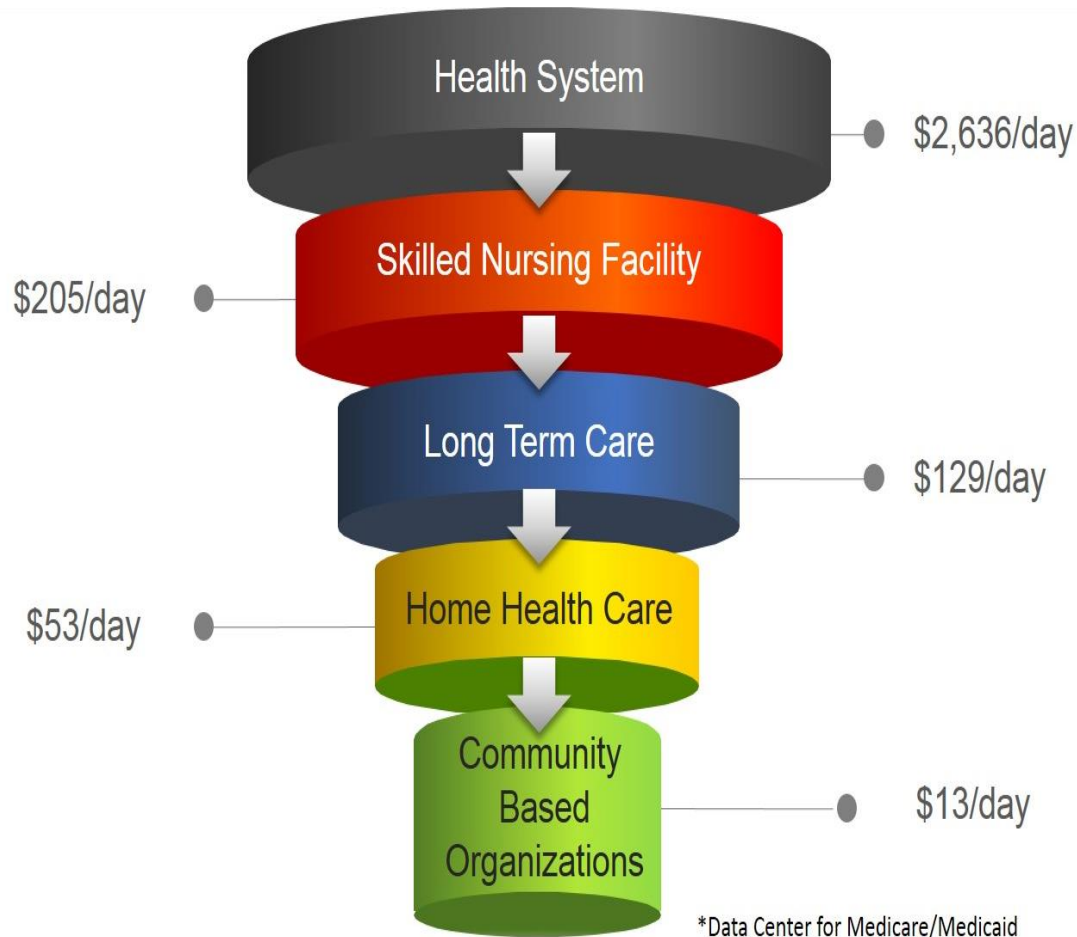 Health System
$2,636/day
Skilled Nursing Facility
$205/day
Long Term Care
$129/day
Home Health Care
$53/day
Community
Based
Organizations
$13/day
*Data Center for Medicare/Medicaid